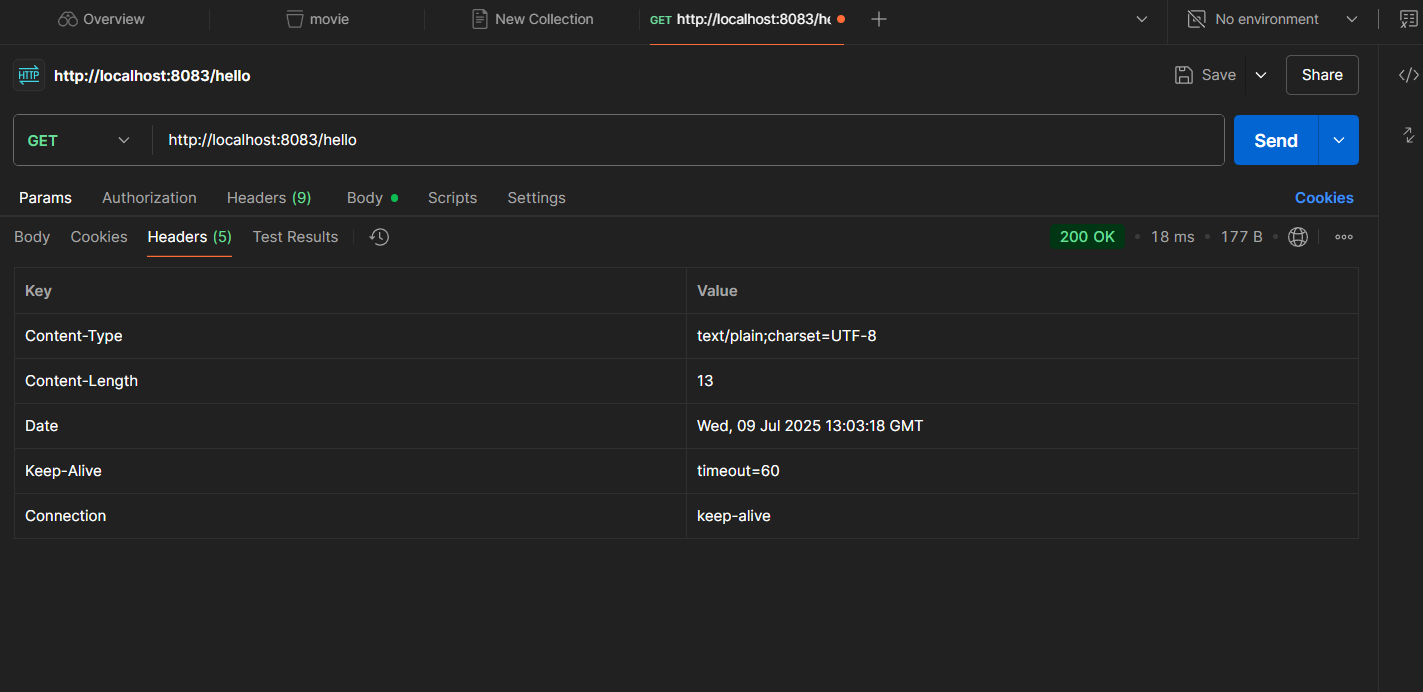 Overview movie New Collection GET http://localhost:8083/he No environment
HTTP http://localhost:8083/hello Save Share
GET http://localhost:8083/hello Send
Params Authorization Headers (9) Body Scripts Settings Cookies
Body Cookies Headers (5) Test Results 200 OK 18 ms 177 B
Key Value
Content-Type text/plain;charset=UTF-8
Content-Length 13
Date Wed, 09 Jul 2025 13:03:18 GMT
Keep-Alive timeout=60
Connection keep-alive